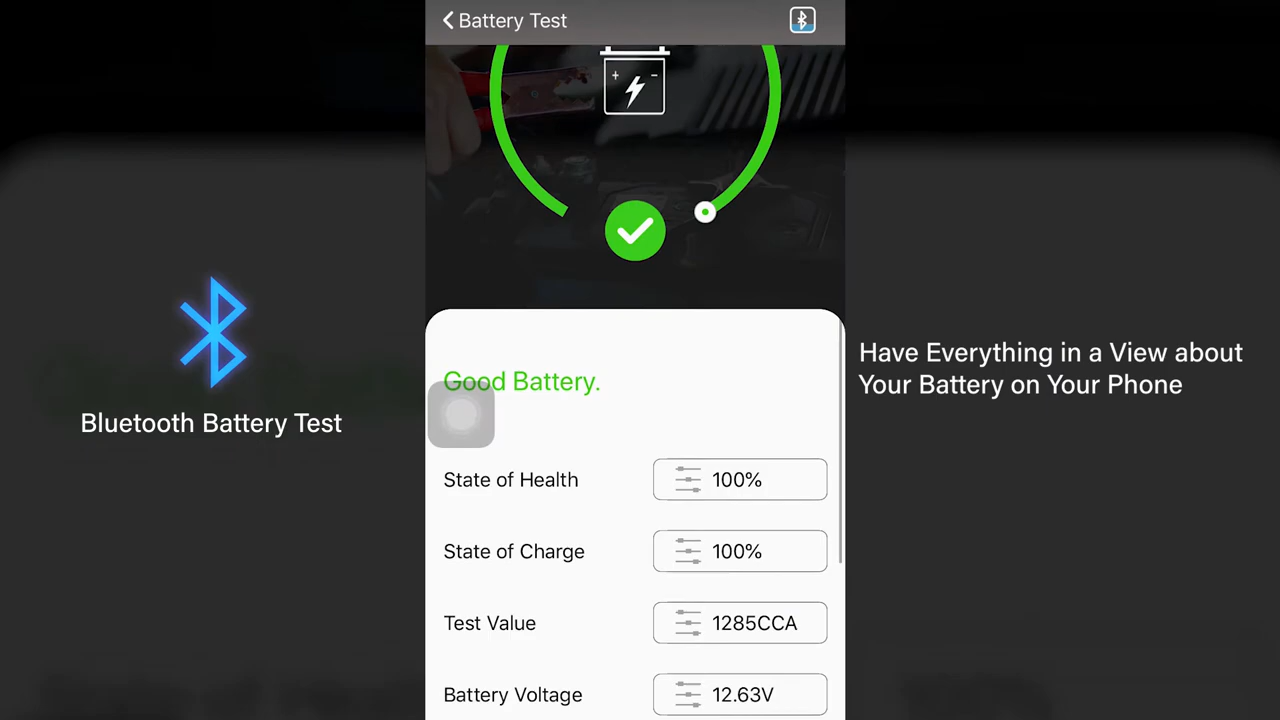 Battery Test
+ -
Good Battery.
State of Health 100%
State of Charge 100%
Test Value 1285CCA
Battery Voltage 12.63V
Bluetooth Battery Test
Have Everything in a View about
Your Battery on Your Phone